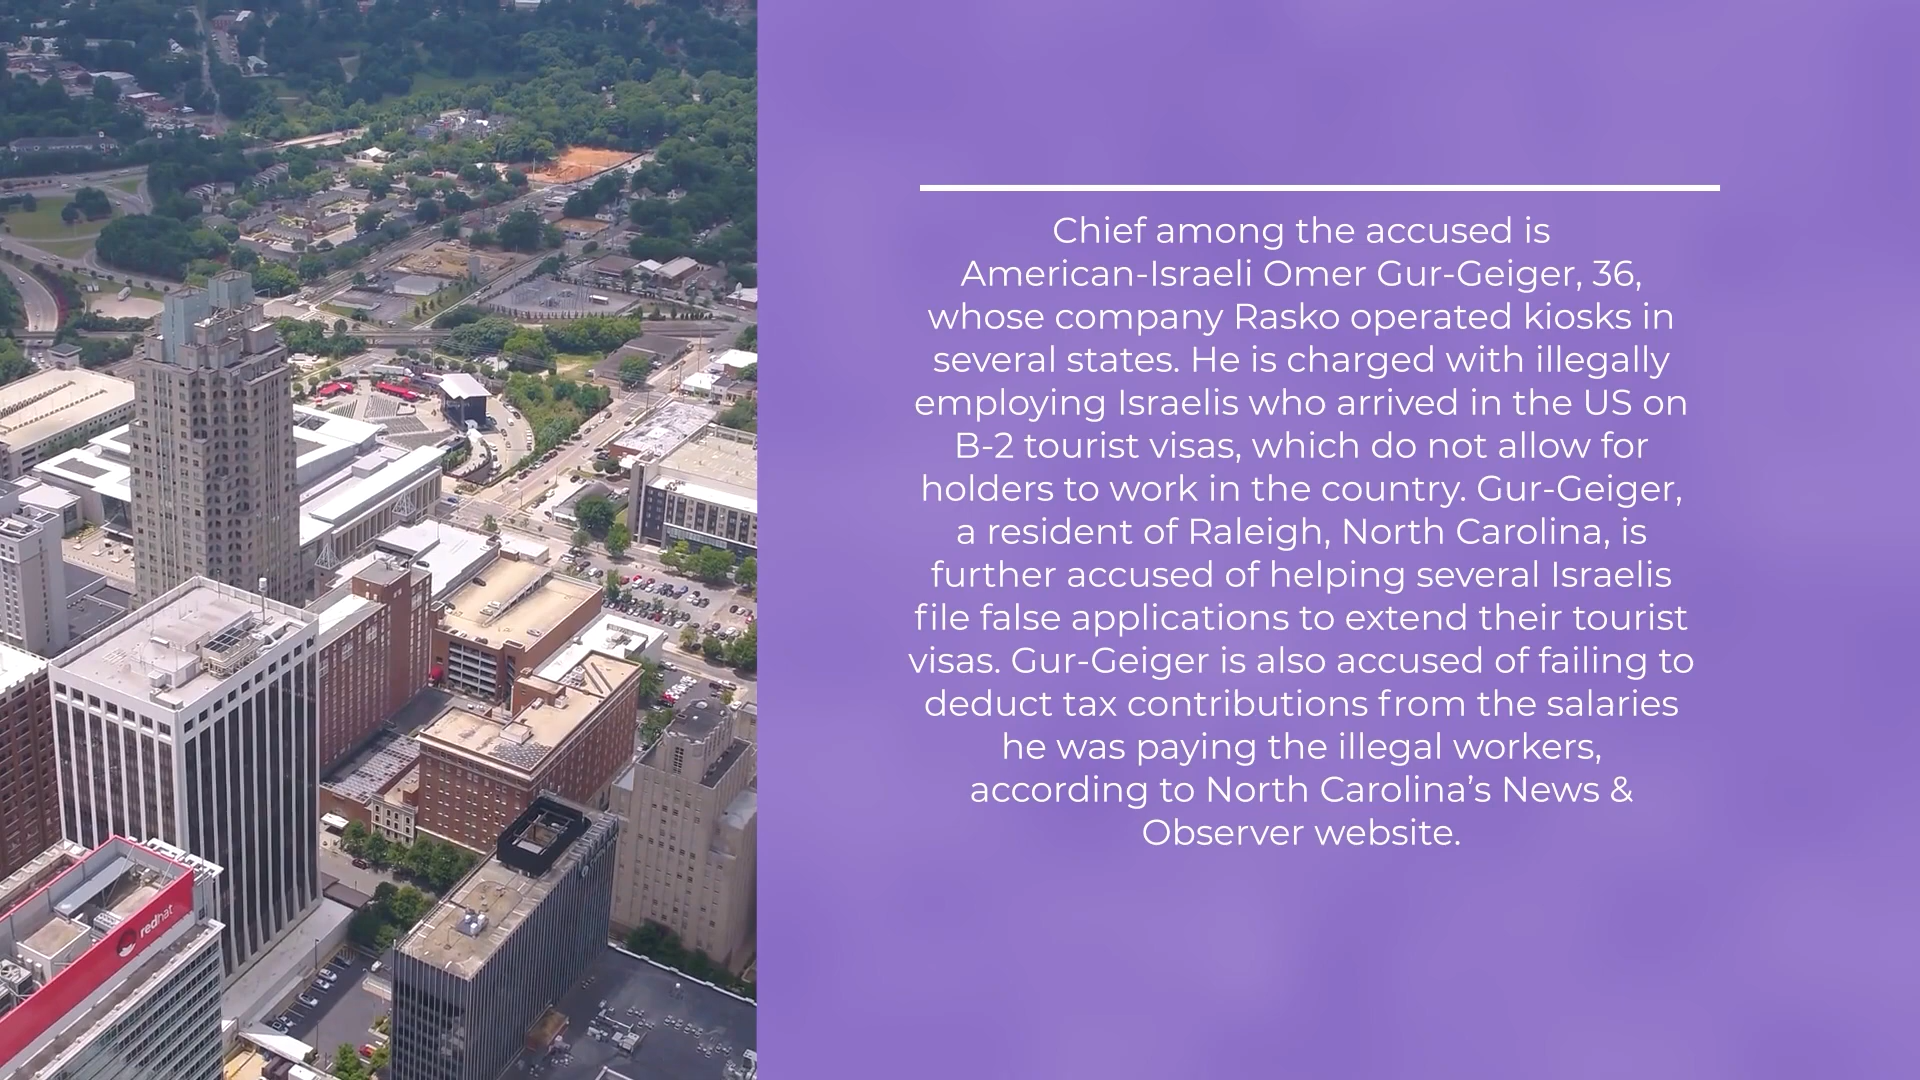 Chief among the accused is
American-Israeli Omer Gur-Geiger, 36,
whose company Rasko operated kiosks in
several states. He is charged with illegally
employing Israelis who arrived in the US on
B-2 tourist visas, which do not allow for
holders to work in the country. Gur-Geiger,
a resident of Raleigh, North Carolina, is
further accused of helping several Israelis
file false applications to extend their tourist
visas. Gur-Geiger is also accused of failing to
deduct tax contributions from the salaries
he was paying the illegal workers,
according to North Carolina’s News &
Observer website.
redhat